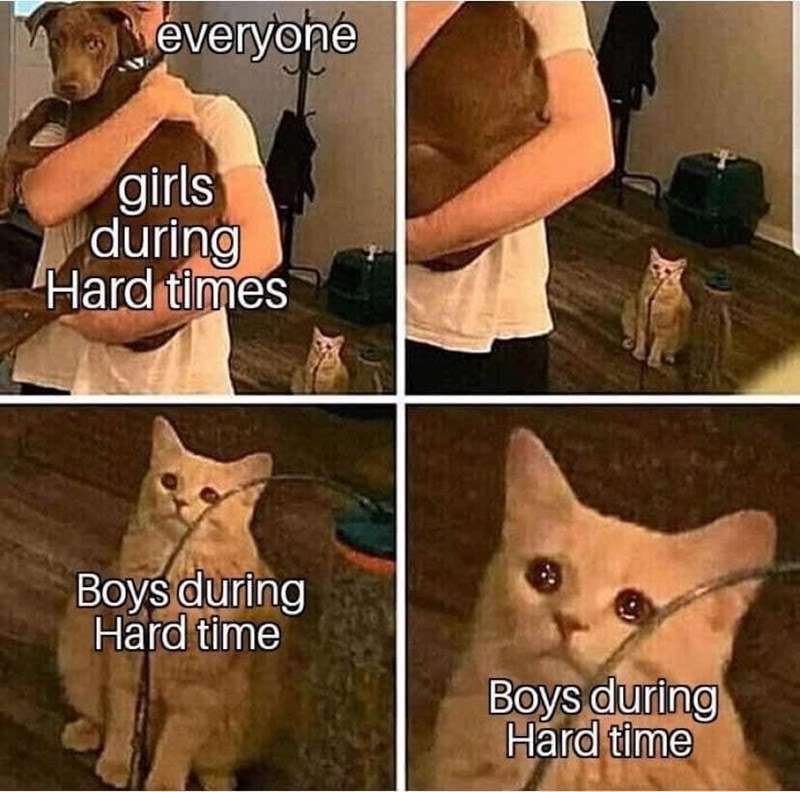 everyone
girls
during
Hard times
Boys during
Hard time
Boys during
Hard time